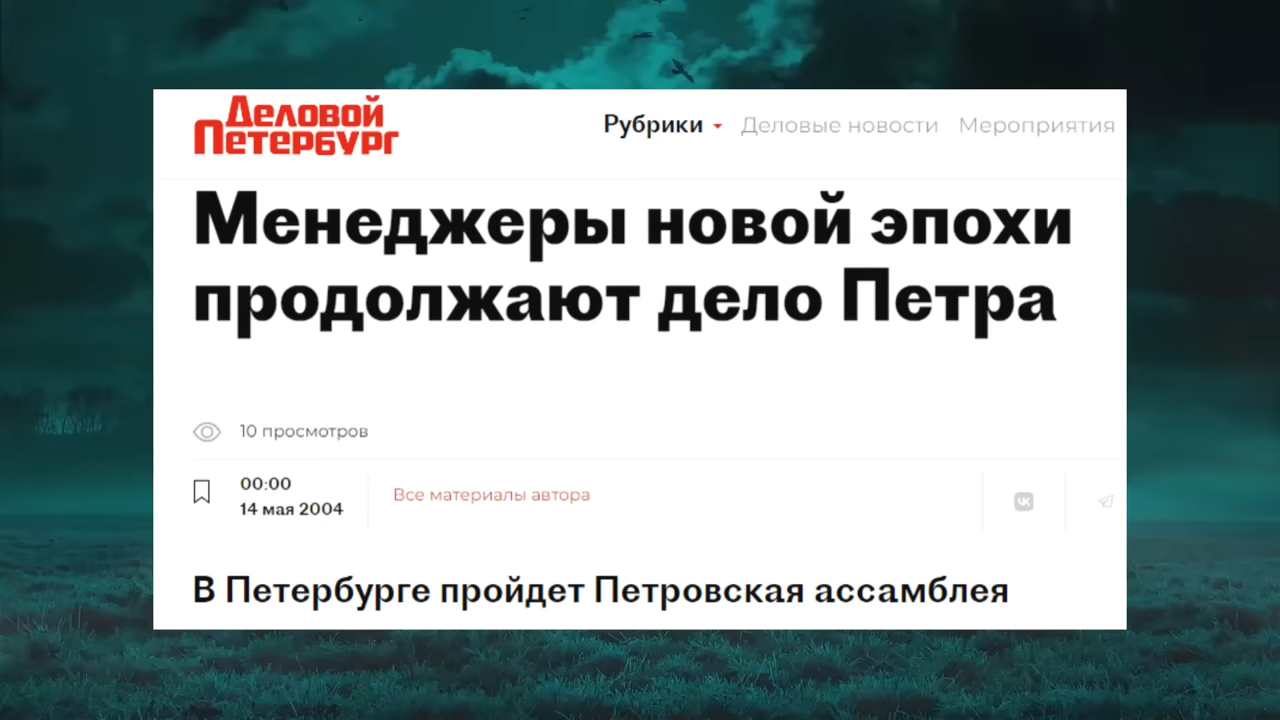 Деловой
Петербург
Рубрики Деловые новости Мероприятия
Менеджеры новой эпохи
продолжают дело Петра
10 просмотров
00:00
14 мая 2004
Все материалы автора
В Петербурге пройдет Петровская ассамблея